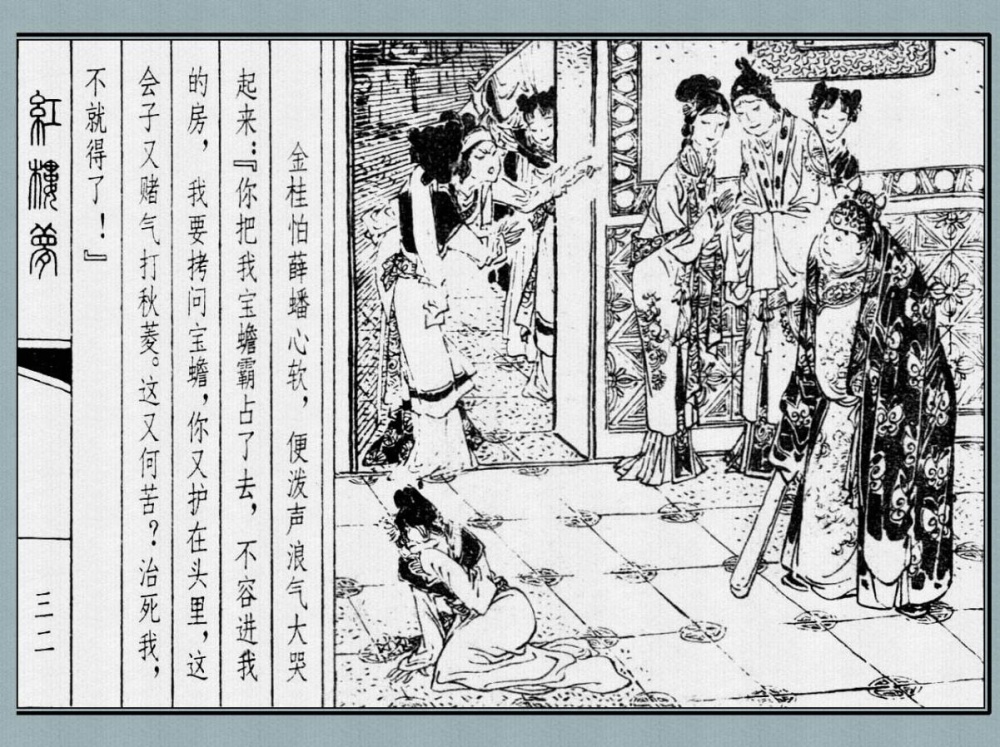 金桂怕薛蟠心软，便泼声浪气大哭
起来：『你把我宝蟾霸占了去，不容进我
的房，我要拷问宝蟾，你又护在头里，这
会子又赌气打秋菱。这又何苦？治死我，
不就得了！』
紅樓夢
三二